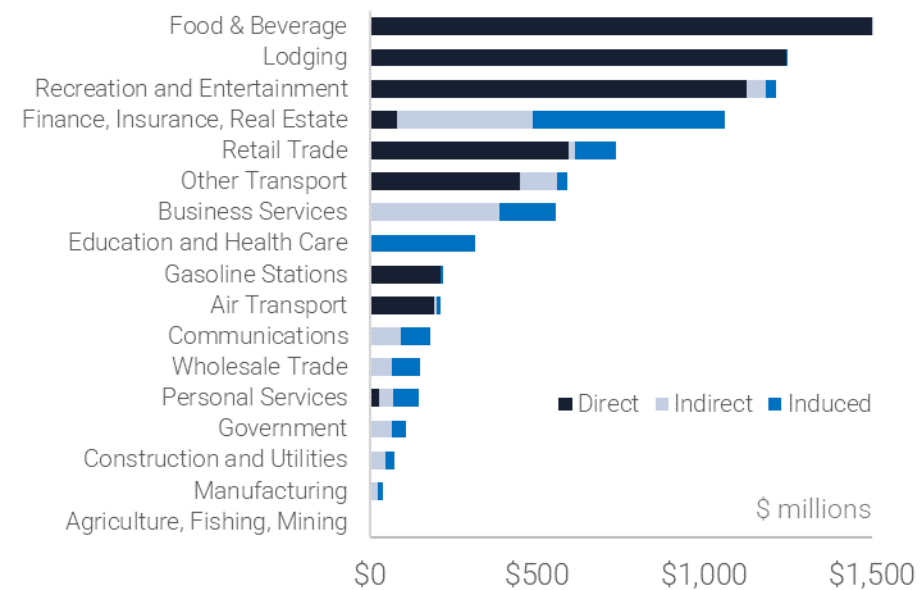 Food & Beverage
Lodging
Recreation and Entertainment
Finance, Insurance, Real Estate
Retail Trade
Other Transport
Business Services
Education and Health Care
Gasoline Stations
Air Transport
Communications
Wholesale Trade
Personal Services
Direct Indirect Induced
Government
Construction and Utilities
Manufacturing
$ millions
Agriculture, Fishing, Mining
$0 $500 $1,000 $1,500